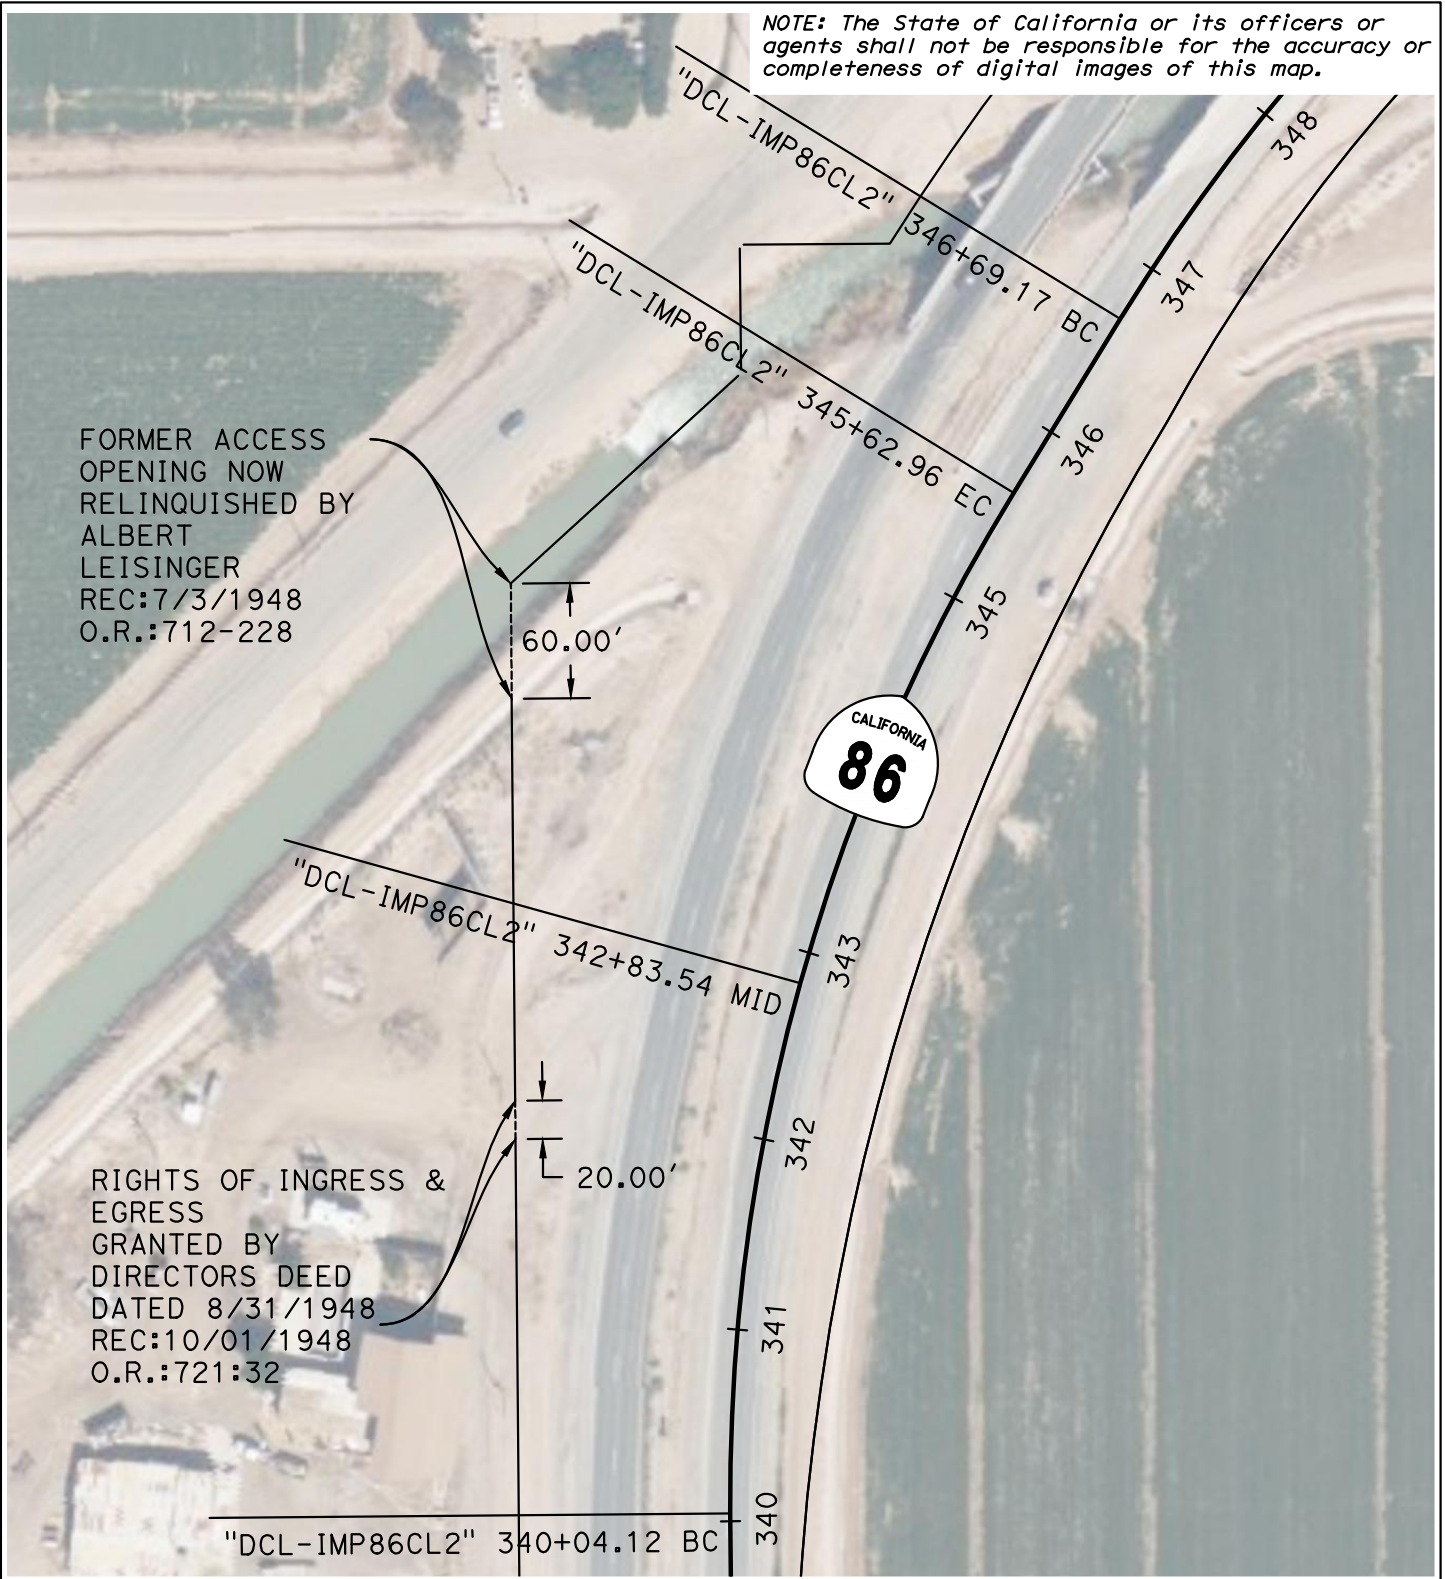 NOTE: The State of California or its officers or
agents shall not be responsible for the accuracy or
completeness of digital images of this map.
"DCL-IMP86CL2" 346+69.17 BC
348
347
"DCL-IMP86CL2" 345+62.96 EC
346
345
FORMER ACCESS
OPENING NOW
RELINQUISHED BY
ALBERT
LEISINGER
REC:7/3/1948
O.R.:712-228
60.00'
CALIFORNIA
86
"DCL-IMP86CL2" 342+83.54 MID
343
342
20.00'
RIGHTS OF INGRESS &
EGRESS
GRANTED BY
DIRECTORS DEED
DATED 8/31/1948
REC:10/01/1948
O.R.:721:32
341
340
"DCL-IMP86CL2" 340+04.12 BC